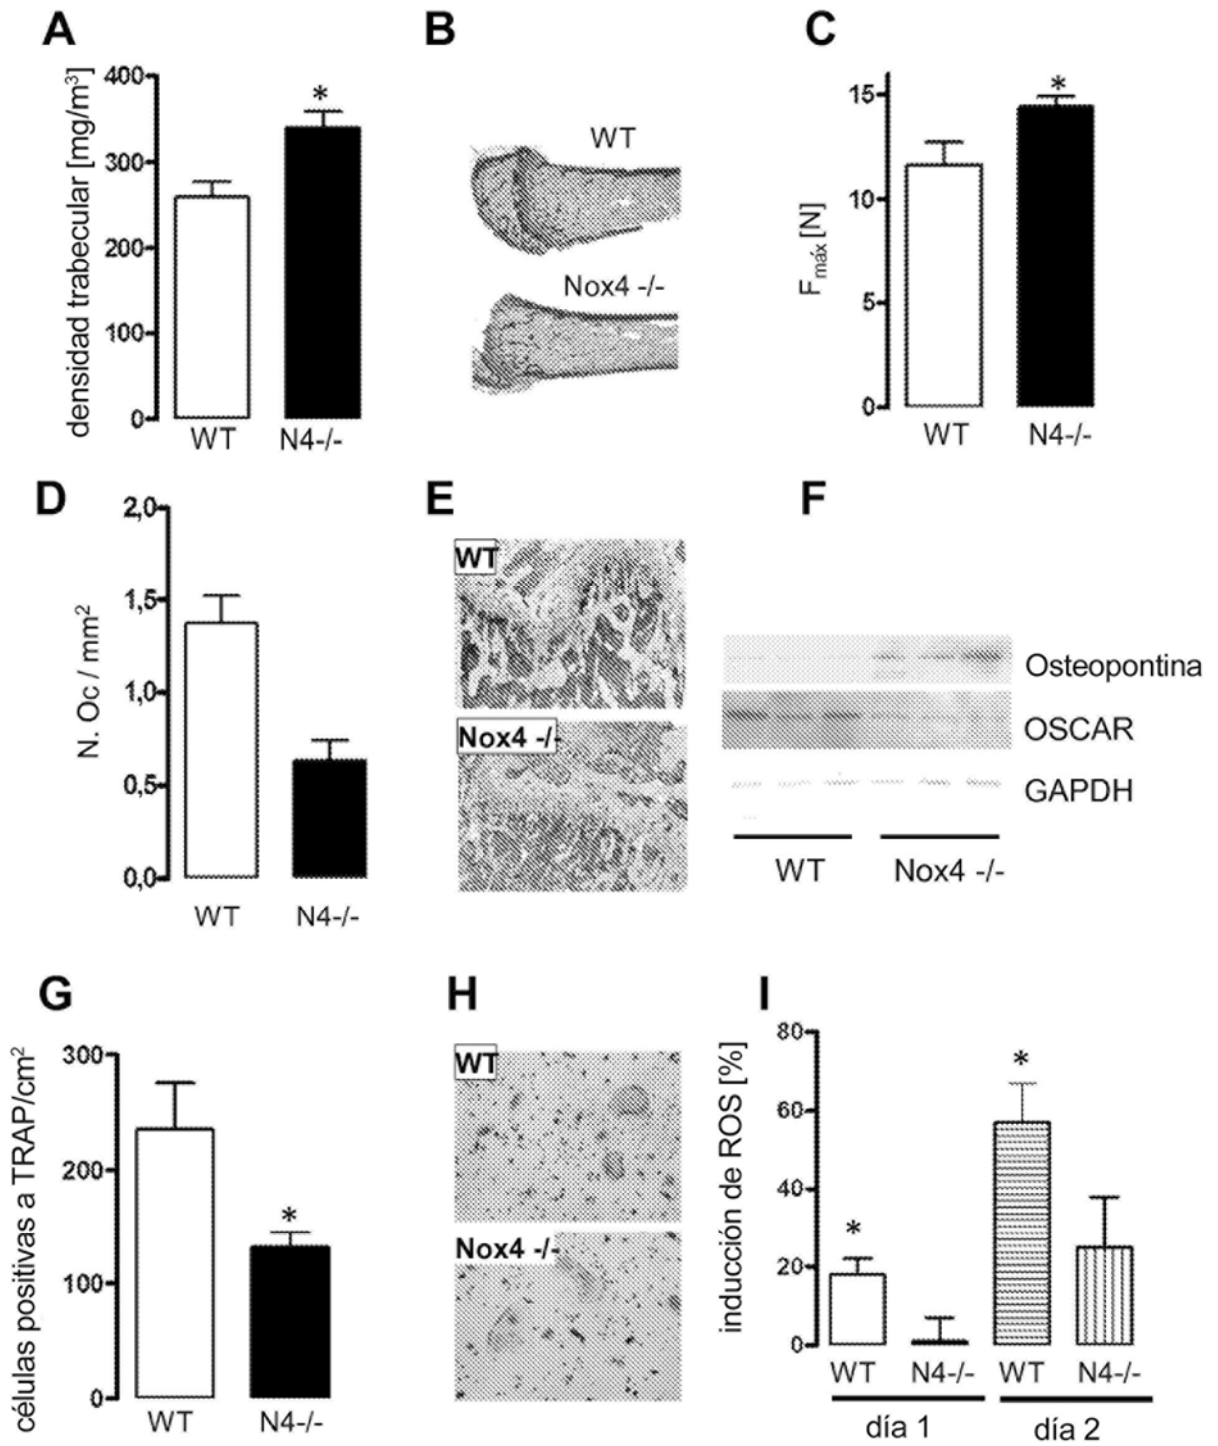 A
densidad trabecular [mg/m³]
400
300
200
100
0
WT
N4-/-
B
WT
Nox4 -/-
C
Fmáx [N]
15
10
5
0
WT
N4-/-
*
*
D
N. Oc / mm²
2,0
1,5
1,0
0,5
0,0
WT
N4-/-
E
WT
Nox4 -/-
F
Osteopontina
OSCAR
GAPDH
WT
Nox4 -/-
G
células positivas a TRAP/cm²
300
200
100
0
*
WT
N4-/-
H
WT
Nox4 -/-
I
inducción de ROS [%]
80
60
40
20
0
*
*
WT
N4-/-
WT
N4-/-
día 1
día 2